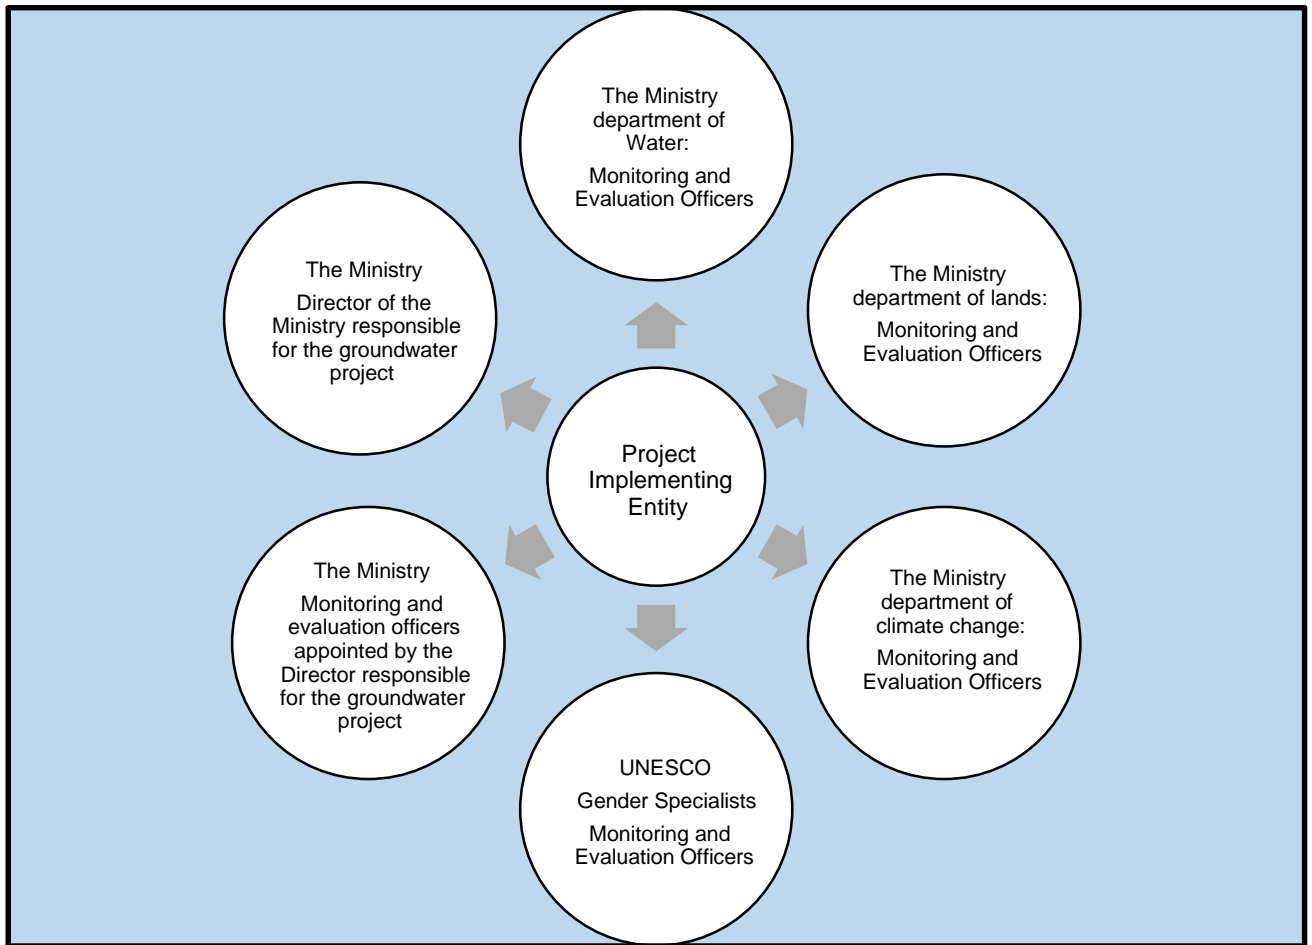 The Ministry
department of
Water:
Monitoring and
Evaluation Officers
The Ministry
department of lands:
Monitoring and
Evaluation Officers
The Ministry
department of
climate change:
Monitoring and
Evaluation Officers
UNESCO
Gender Specialists
Monitoring and
Evaluation Officers
The Ministry
Monitoring and
evaluation officers
appointed by the
Director responsible
for the groundwater
project
The Ministry
Director of the
Ministry responsible
for the groundwater
project
Project
Implementing
Entity